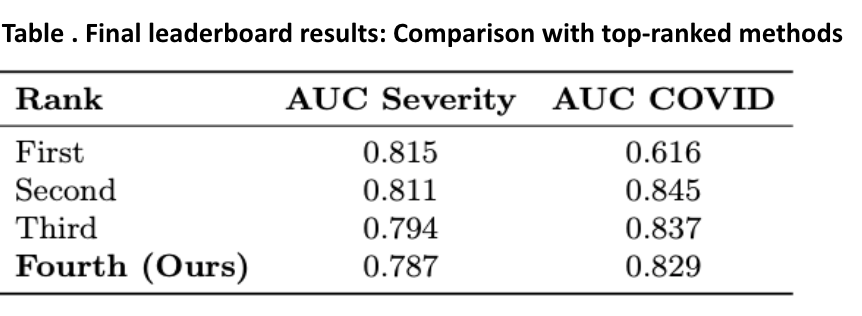 Table . Final leaderboard results: Comparison with top-ranked methods
Rank AUC Severity AUC COVID
First 0.815 0.616
Second 0.811 0.845
Third 0.794 0.837
Fourth (Ours) 0.787 0.829